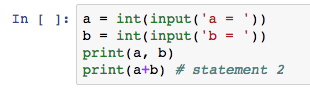 In [ ]: a = int(input('a = '))
b = int(input('b = '))
print(a, b)
print(a+b) # statement 2